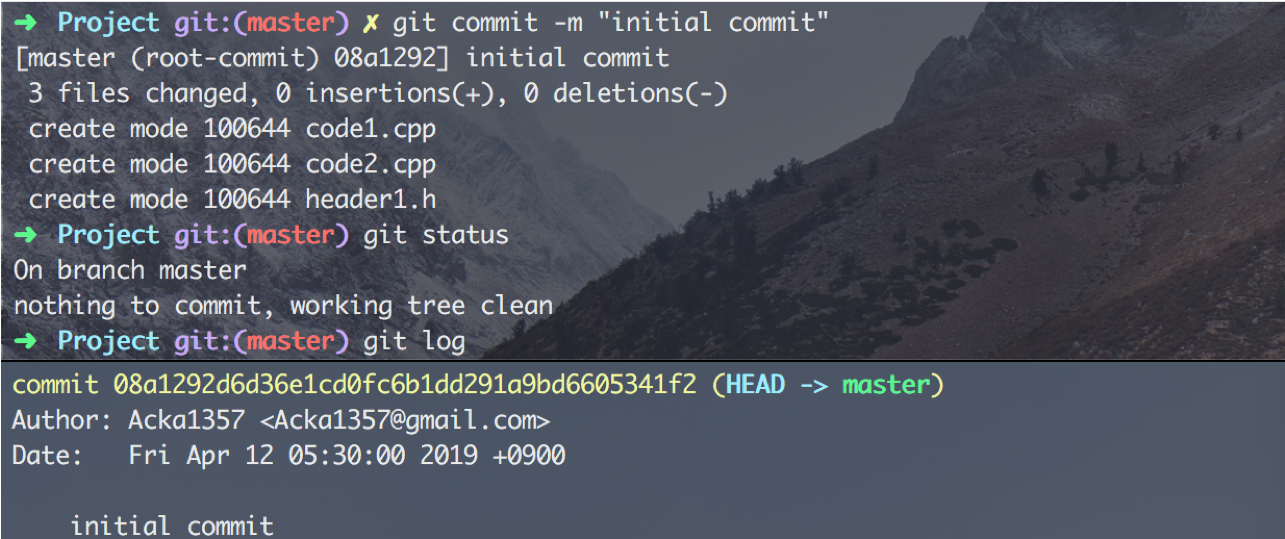 ➜  Project git:(master) ✗ git commit -m "initial commit"
[master (root-commit) 08a1292] initial commit
 3 files changed, 0 insertions(+), 0 deletions(-)
 create mode 100644 code1.cpp
 create mode 100644 code2.cpp
 create mode 100644 header1.h
➜  Project git:(master) git status
On branch master
nothing to commit, working tree clean
➜  Project git:(master) git log
commit 08a1292d6d36e1cd0fc6b1dd291a9bd6605341f2 (HEAD -> master)
Author: Acka1357 <Acka1357@gmail.com>
Date:   Fri Apr 12 05:30:00 2019 +0900
    initial commit